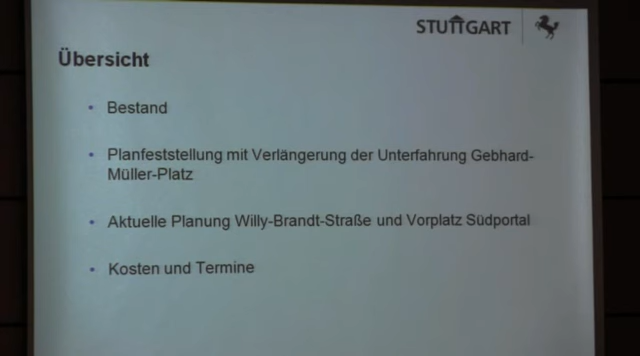 STUTTGART
Übersicht
• Bestand
• Planfeststellung mit Verlängerung der Unterfahrung Gebhard-
Müller-Platz
• Aktuelle Planung Willy-Brandt-Straße und Vorplatz Südportal
• Kosten und Termine